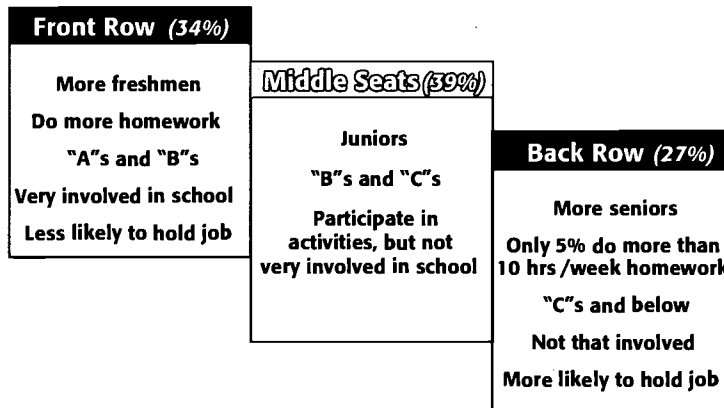 Front Row (34%)
More freshmen
Do more homework
"A"s and "B"s
Very involved in school
Less likely to hold job
Middle Seats (39%)
Juniors
"B"s and "C"s
Participate in
activities, but not
very involved in school
Back Row (27%)
More seniors
Only 5% do more than
10 hrs /week homework
"C"s and below
Not that involved
More likely to hold job